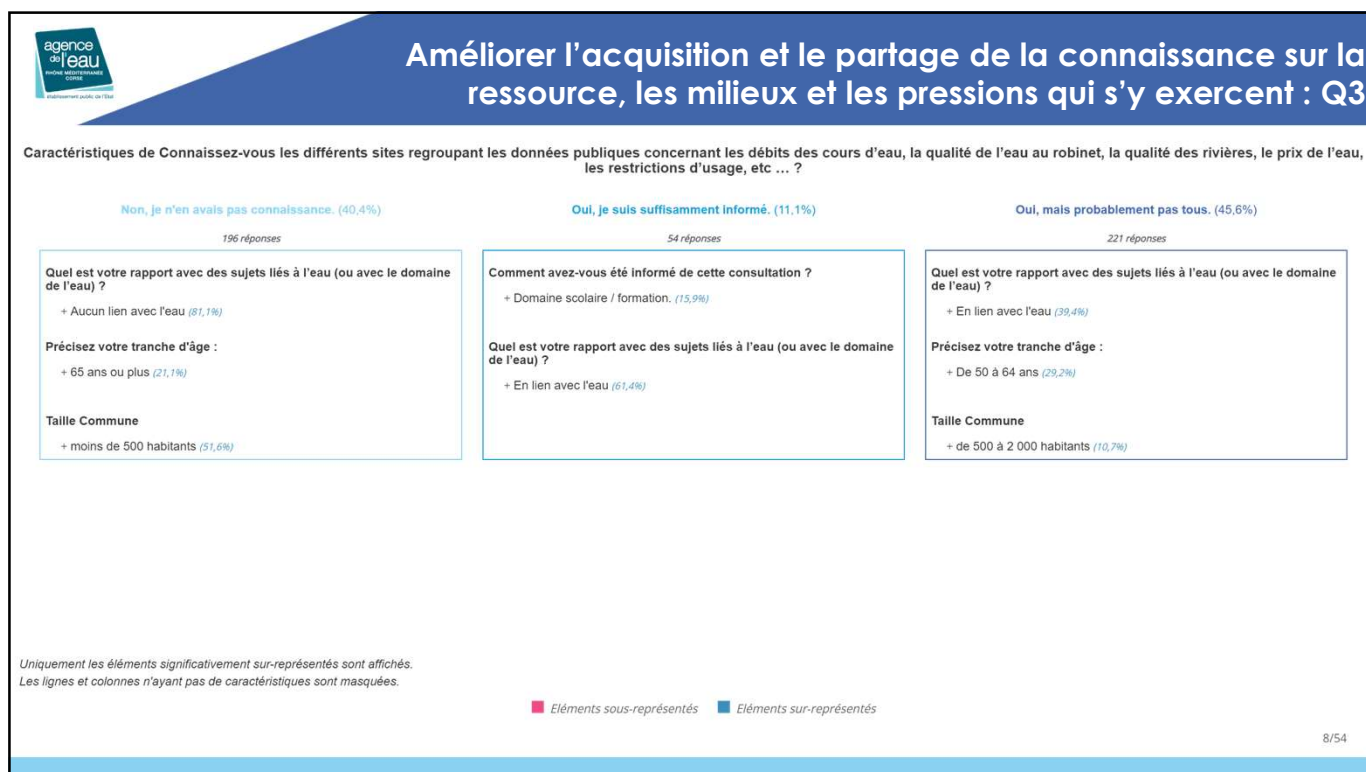 agence
de l'eau
RHÔNE MÉDITERRANÉE
CORSE
établissement public de l'État
Améliorer l'acquisition et le partage de la connaissance sur la
ressource, les milieux et les pressions qui s'y exercent : Q3
Caractéristiques de Connaissez-vous les différents sites regroupant les données publiques concernant les débits des cours d'eau, la qualité de l'eau au robinet, la qualité des rivières, le prix de l'eau,
les restrictions d'usage, etc … ?
Non, je n'en avais pas connaissance. (40,4%)
196 réponses
Quel est votre rapport avec des sujets liés à l'eau (ou avec le domaine
de l'eau) ?
+ Aucun lien avec l'eau (81,1%)
Précisez votre tranche d'âge :
+ 65 ans ou plus (21,1%)
Taille Commune
+ moins de 500 habitants (51,6%)
Oui, je suis suffisamment informé. (11,1%)
54 réponses
Comment avez-vous été informé de cette consultation ?
+ Domaine scolaire / formation. (15,9%)
Quel est votre rapport avec des sujets liés à l'eau (ou avec le domaine
de l'eau) ?
+ En lien avec l'eau (61,4%)
Oui, mais probablement pas tous. (45,6%)
221 réponses
Quel est votre rapport avec des sujets liés à l'eau (ou avec le domaine
de l'eau) ?
+ En lien avec l'eau (39,4%)
Précisez votre tranche d'âge :
+ De 50 à 64 ans (29,2%)
Taille Commune
+ de 500 à 2 000 habitants (10,7%)
Uniquement les éléments significativement sur-représentés sont affichés.
Les lignes et colonnes n'ayant pas de caractéristiques sont masquées.
Eléments sous-représentés Eléments sur-représentés
8/54